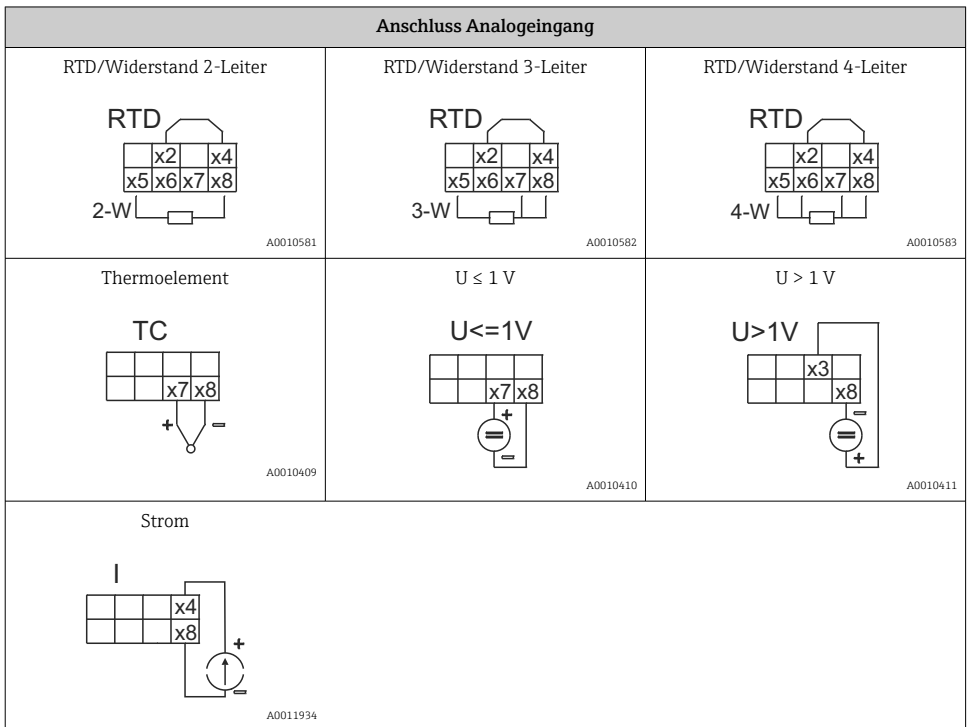 Anschluss Analogeingang
RTD/Widerstand 2-Leiter
RTD
x2 x4
x5 x6 x7 x8
2-W
A0010581
RTD/Widerstand 3-Leiter
RTD
x2 x4
x5 x6 x7 x8
3-W
A0010582
RTD/Widerstand 4-Leiter
RTD
x2 x4
x5 x6 x7 x8
4-W
A0010583
Thermoelement
TC
x7 x8
+ –
A0010409
U ≤ 1 V
U<=1V
x7 x8
+
–
A0010410
U > 1 V
U>1V
x3
x8
–
+
A0010411
Strom
I
x4
x8
+
–
A0011934